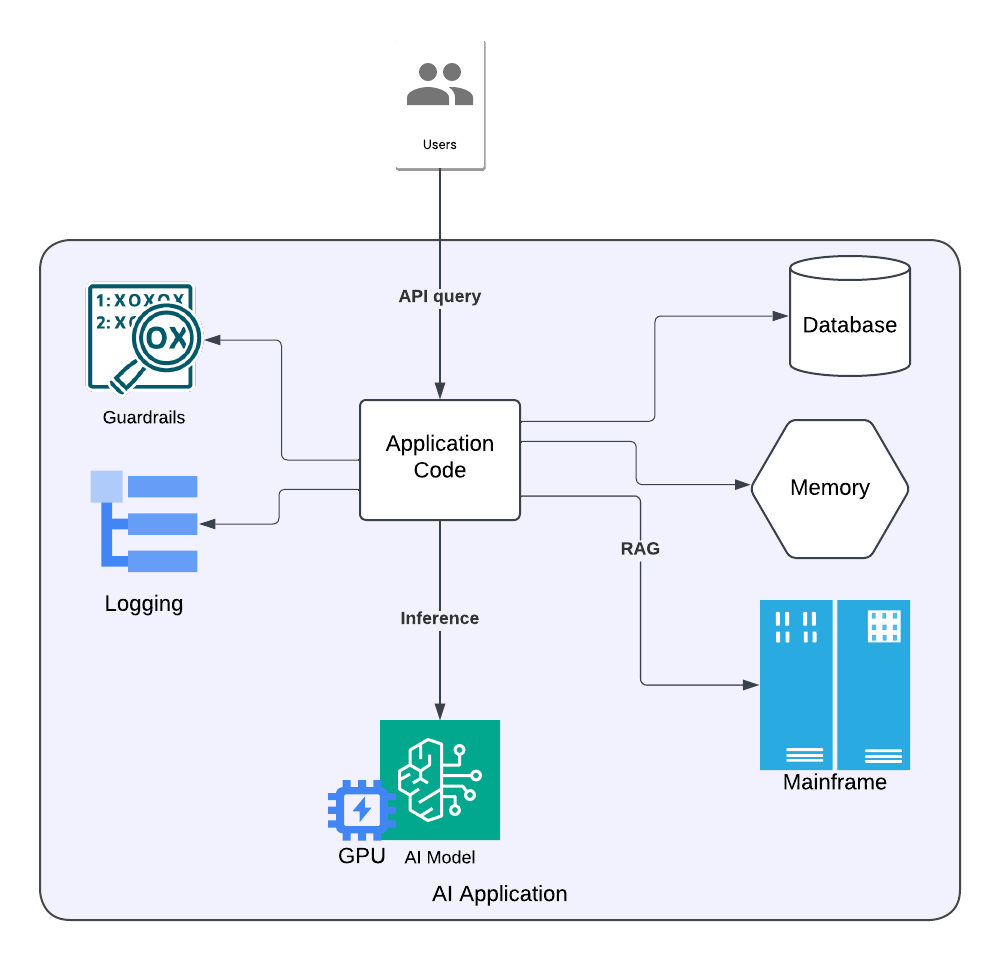 Users
API query
1:XOXOX
2:XO
OX
Guardrails
Database
Application
Code
Memory
Logging
RAG
Inference
Mainframe
GPU
AI Model
AI Application